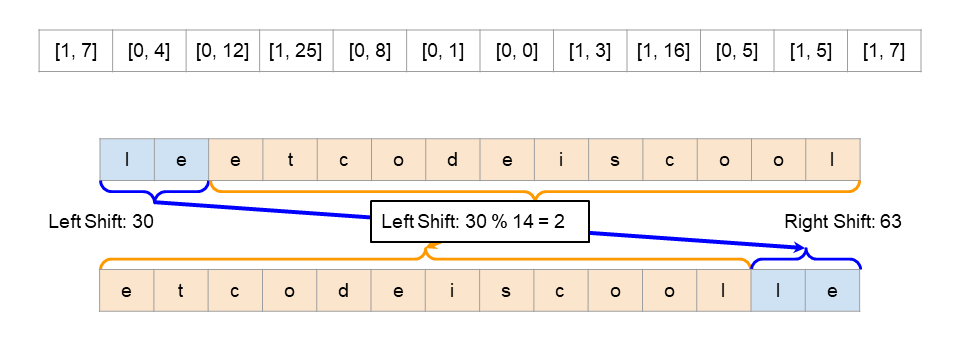 [1, 7] [0, 4] [0, 12] [1, 25] [0, 8] [0, 1] [0, 0] [1, 3] [1, 16] [0, 5] [1, 5] [1, 7]
l e e t c o d e i s c o o l
Left Shift: 30 Left Shift: 30 % 14 = 2 Right Shift: 63
e t c o d e i s c o o l l e